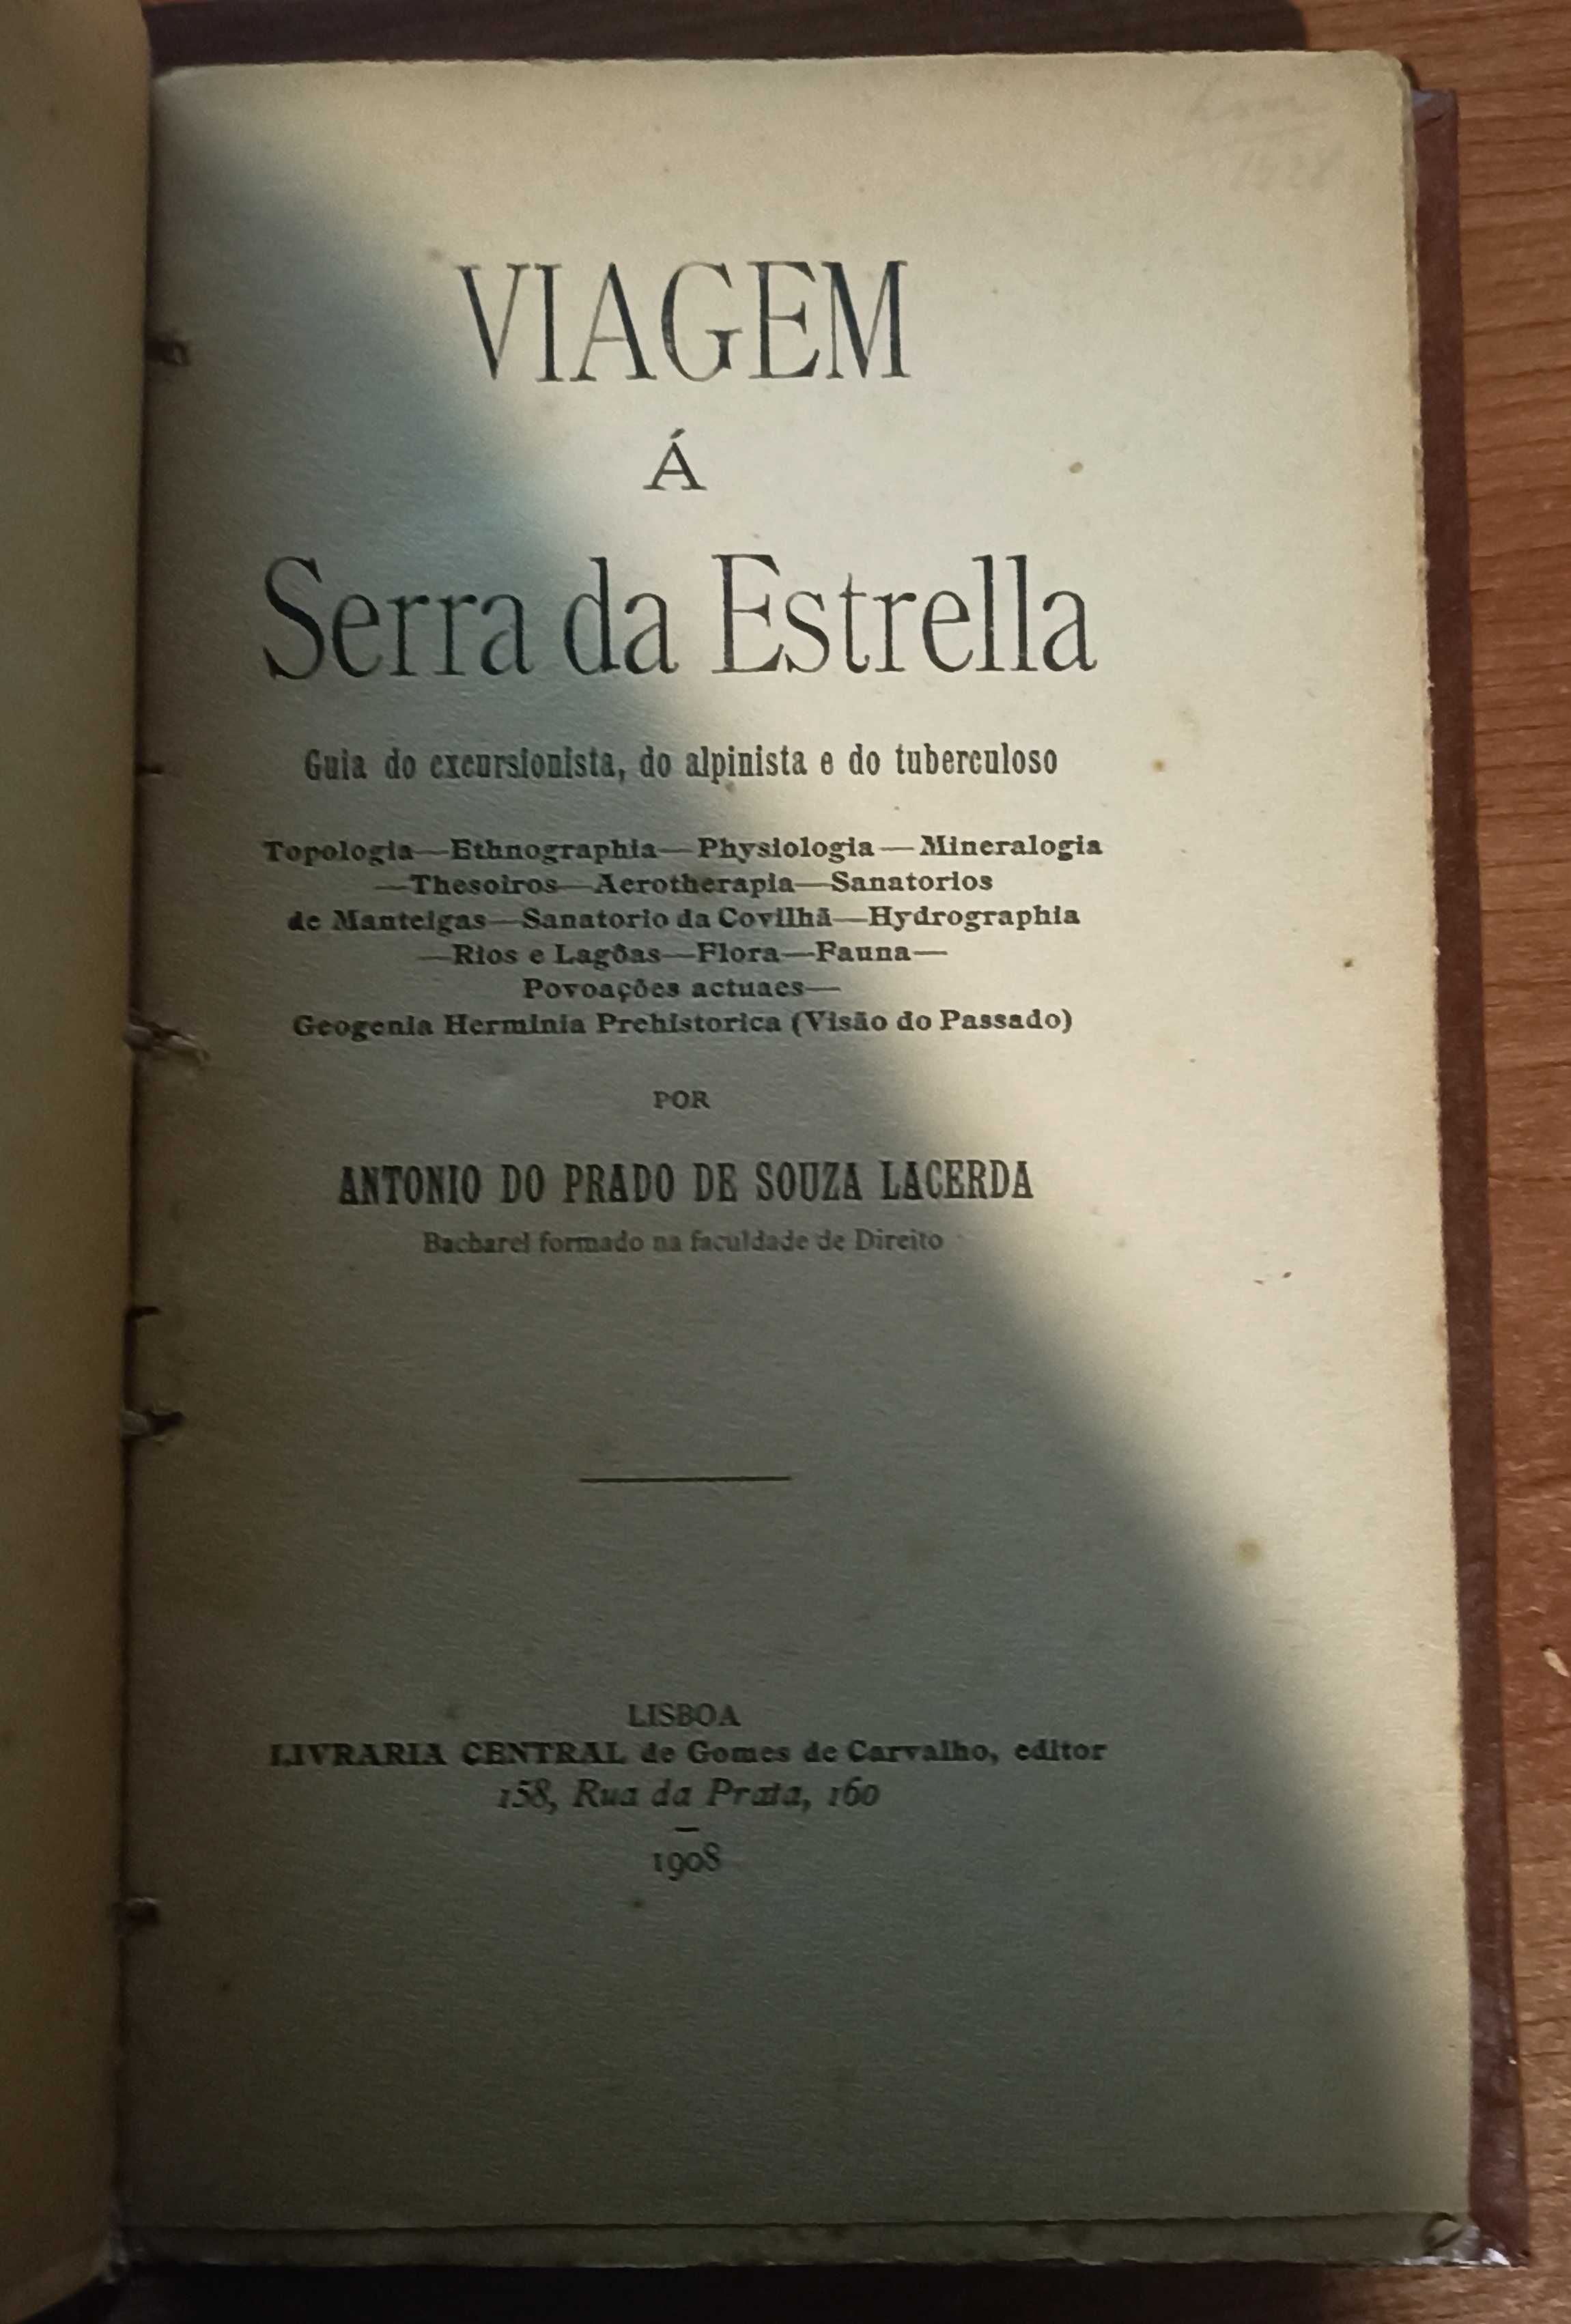 VIAGEM
Á
Serra da Estrella
Guia do excursionista, do alpinista e do tuberculoso
Topologia—Ethnographia—Physiologia—Mineralogia
—Thesoiros—Aerotherapia—Sanatorios
de Manteigas—Sanatorio da Covilhã—Hydrographia
—Rios e Lagôas—Flora—Fauna—
Povoações actuaes—
Geogenia Herminia Prehistorica (Visão do Passado)
POR
ANTONIO DO PRADO DE SOUZA LACERDA
Bacharel formado na faculdade de Direito
LISBOA
LIVRARIA CENTRAL de Gomes de Carvalho, editor
158, Rua da Prata, 160
1908